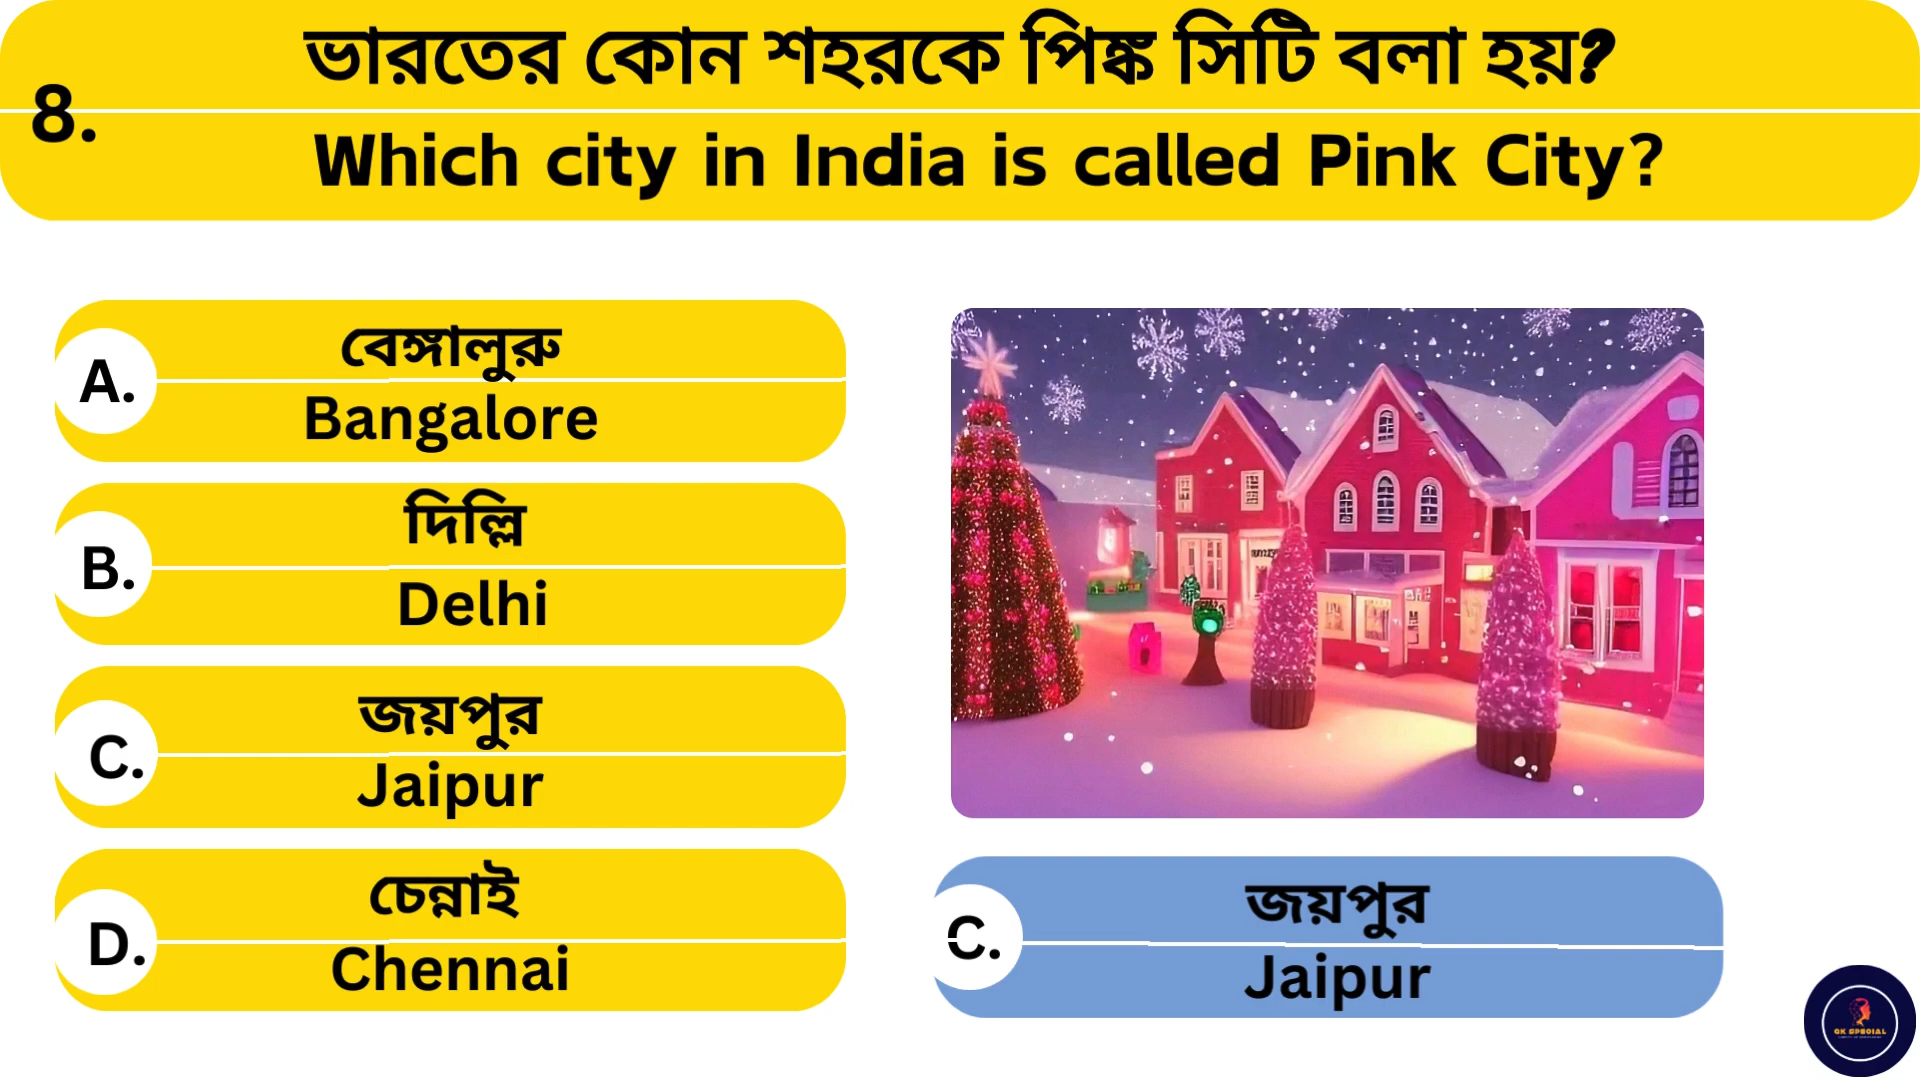 ভারতের কোন শহরকে পিঙ্ক সিটি বলা হয়?
8.
Which city in India is called Pink City?
A.
বেঙ্গালুরু
Bangalore
B.
দিল্লি
Delhi
C.
জয়পুর
Jaipur
D.
চেন্নাই
Chennai
C.
জয়পুর
Jaipur
GK SPECIAL